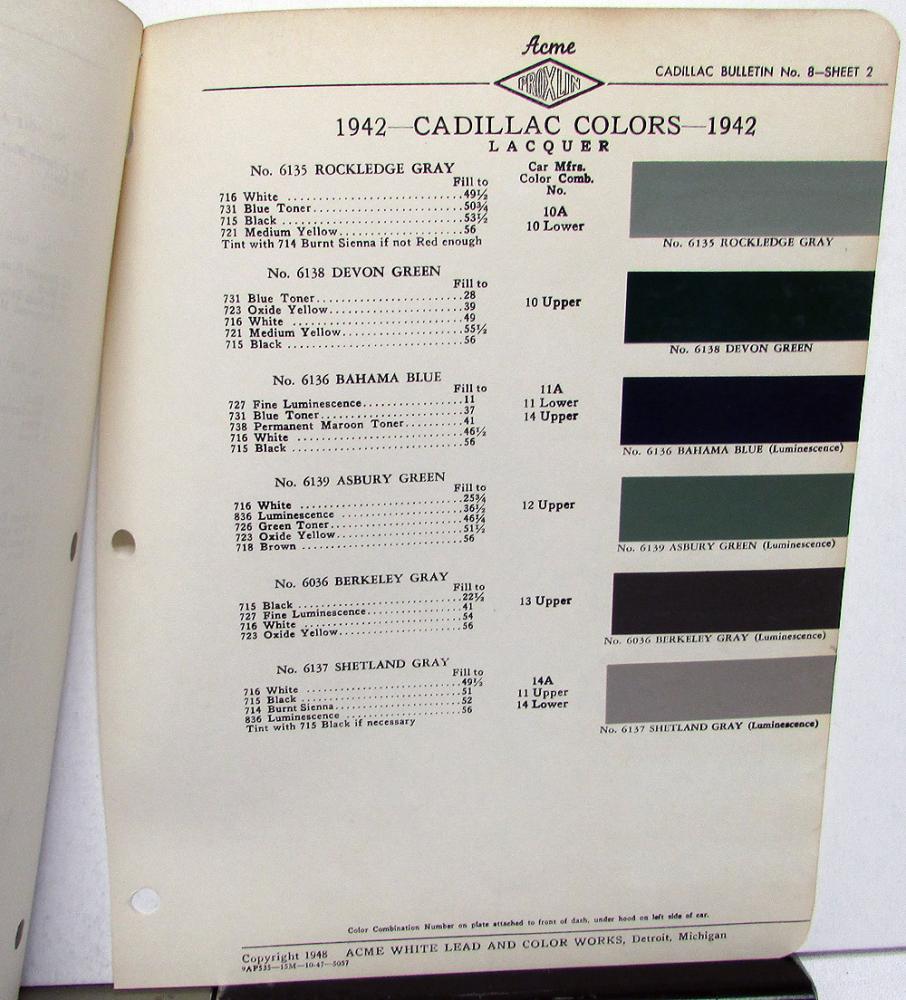 Acme
PROXLIN
CADILLAC BULLETIN No. 8—SHEET 2
1942—CADILLAC COLORS—1942
LACQUER
No. 6135 ROCKLEDGE GRAY
Fill to
716 White ........ 49½
731 Blue Toner........ 50¾
715 Black ........ 53½
721 Medium Yellow........ 56
Tint with 714 Burnt Sienna if not Red enough
Car Mfrs.
Color Comb.
No.
10A
10 Lower
No. 6135 ROCKLEDGE GRAY
No. 6138 DEVON GREEN
Fill to
731 Blue Toner........ 28
723 Oxide Yellow........ 39
716 White ........ 49
721 Medium Yellow........ 55½
715 Black ........ 56
10 Upper
No. 6138 DEVON GREEN
No. 6136 BAHAMA BLUE
Fill to
727 Fine Luminescence........ 11
731 Blue Toner........ 37
738 Permanent Maroon Toner........ 41
716 White ........ 46½
715 Black ........ 56
11A
11 Lower
14 Upper
No. 6136 BAHAMA BLUE (Luminescence)
No. 6139 ASBURY GREEN
Fill to
716 White ........ 25¾
836 Luminescence ........ 36½
726 Green Toner........ 46¼
723 Oxide Yellow........ 51½
718 Brown ........ 56
12 Upper
No. 6139 ASBURY GREEN (Luminescence)
No. 6036 BERKELEY GRAY
Fill to
715 Black ........ 22½
727 Fine Luminescence........ 41
716 White ........ 54
723 Oxide Yellow........ 56
13 Upper
No. 6036 BERKELEY GRAY (Luminescence)
No. 6137 SHETLAND GRAY
Fill to
716 White ........ 49½
715 Black ........ 51
714 Burnt Sienna........ 52
836 Luminescence ........ 56
Tint with 715 Black if necessary
14A
11 Upper
14 Lower
No. 6137 SHETLAND GRAY (Luminescence)
Color Combination Number on plate attached to front of dash, under hood on left side of car.
Copyright 1948 ACME WHITE LEAD AND COLOR WORKS, Detroit, Michigan
9AP535—15M—10-47—5057